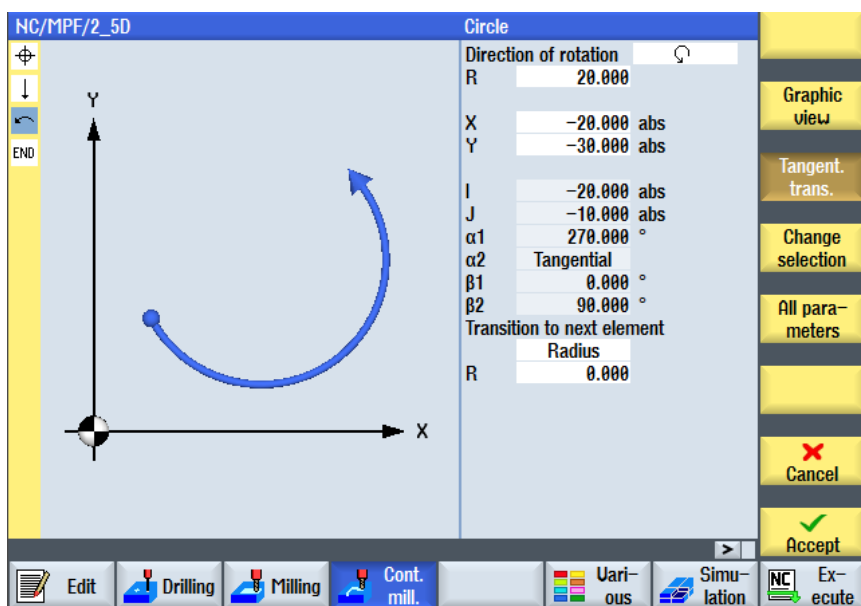 NC/MPF/2_5D
Circle
Direction of rotation
R 20.000
X -20.000 abs
Y -30.000 abs
I -20.000 abs
J -10.000 abs
α1 270.000 °
α2 Tangential
β1 0.000 °
β2 90.000 °
Transition to next element
Radius
R 0.000
END
Y
X
Graphic
view
Tangent.
trans.
Change
selection
All para-
meters
Cancel
Accept
>
Edit
Drilling
Milling
Cont.
mill.
Vari-
ous
Simu-
lation
NC
Ex-
ecute